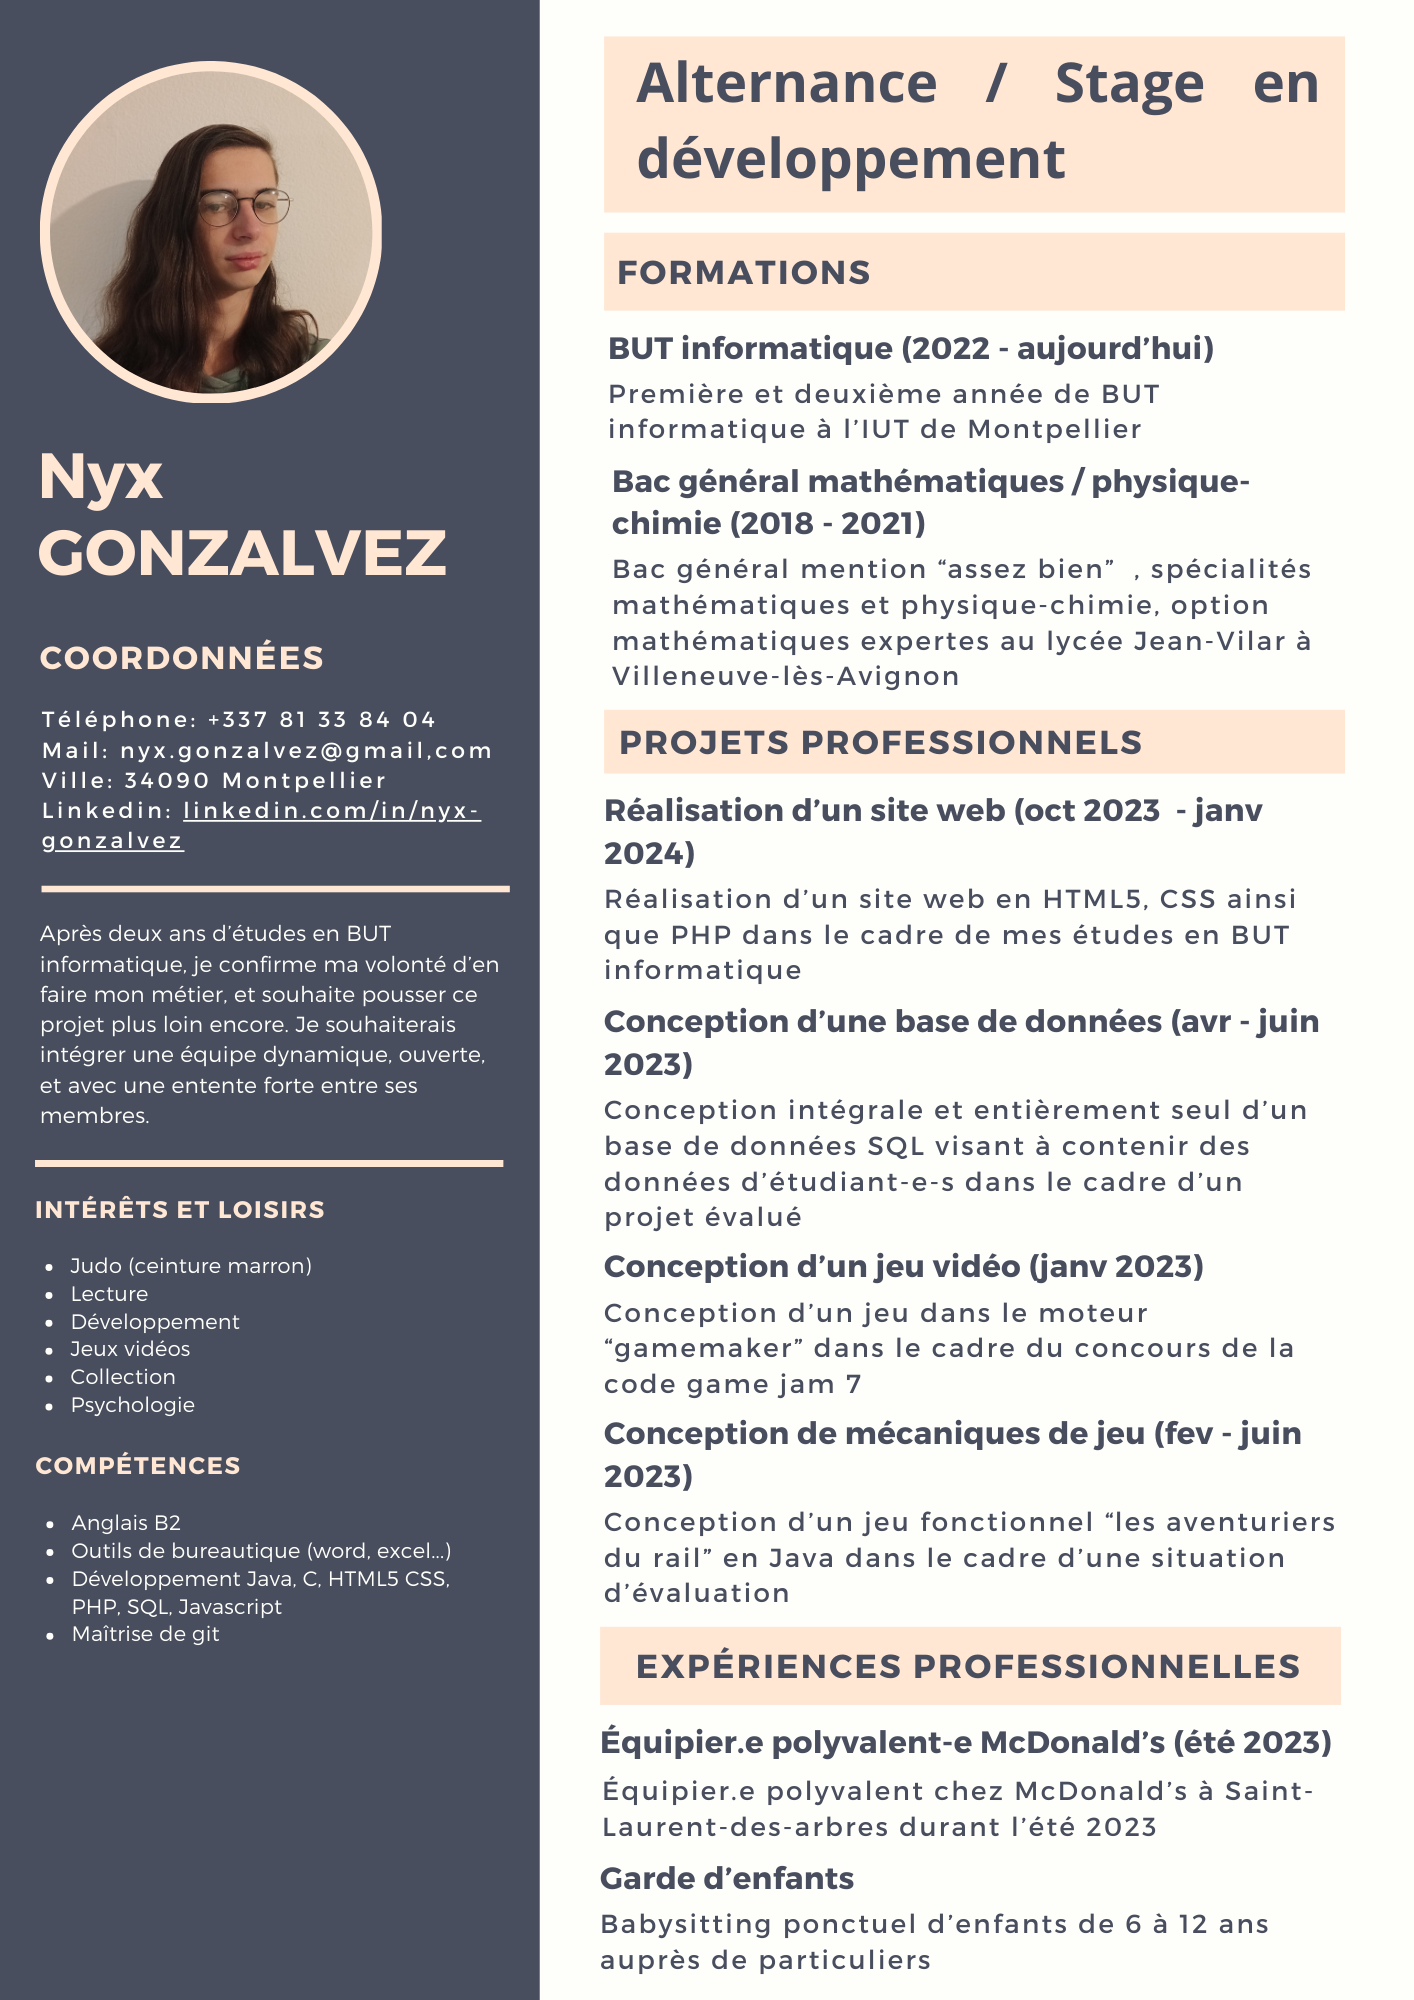 Nyx
GONZALVEZ
COORDONNÉES
Téléphone: +337 81 33 84 04
Mail: nyx.gonzalvez@gmail,com
Ville: 34090 Montpellier
Linkedin: linkedin.com/in/nyx-
gonzalvez
Après deux ans d’études en BUT
informatique, je confirme ma volonté d’en
faire mon métier, et souhaite pousser ce
projet plus loin encore. Je souhaiterais
intégrer une équipe dynamique, ouverte,
et avec une entente forte entre ses
membres.
INTÉRÊTS ET LOISIRS
• Judo (ceinture marron)
• Lecture
• Développement
• Jeux vidéos
• Collection
• Psychologie
COMPÉTENCES
• Anglais B2
• Outils de bureautique (word, excel...)
• Développement Java, C, HTML5 CSS,
PHP, SQL, Javascript
• Maîtrise de git
Alternance / Stage en
développement
FORMATIONS
BUT informatique (2022 - aujourd’hui)
Première et deuxième année de BUT
informatique à l’IUT de Montpellier
Bac général mathématiques / physique-
chimie (2018 - 2021)
Bac général mention “assez bien” , spécialités
mathématiques et physique-chimie, option
mathématiques expertes au lycée Jean-Vilar à
Villeneuve-lès-Avignon
PROJETS PROFESSIONNELS
Réalisation d’un site web (oct 2023 - janv
2024)
Réalisation d’un site web en HTML5, CSS ainsi
que PHP dans le cadre de mes études en BUT
informatique
Conception d’une base de données (avr - juin
2023)
Conception intégrale et entièrement seul d’un
base de données SQL visant à contenir des
données d’étudiant-e-s dans le cadre d’un
projet évalué
Conception d’un jeu vidéo (janv 2023)
Conception d’un jeu dans le moteur
“gamemaker” dans le cadre du concours de la
code game jam 7
Conception de mécaniques de jeu (fev - juin
2023)
Conception d’un jeu fonctionnel “les aventuriers
du rail” en Java dans le cadre d’une situation
d’évaluation
EXPÉRIENCES PROFESSIONNELLES
Équipier.e polyvalent-e McDonald’s (été 2023)
Équipier.e polyvalent chez McDonald’s à Saint-
Laurent-des-arbres durant l’été 2023
Garde d’enfants
Babysitting ponctuel d’enfants de 6 à 12 ans
auprès de particuliers